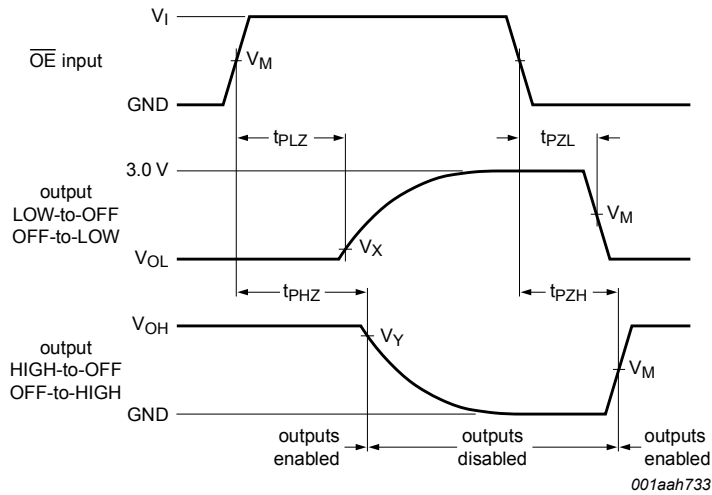 VI
OE input
VM
GND
tPLZ
tPZL
3.0 V
output
LOW-to-OFF
OFF-to-LOW
VM
VX
VOL
tPHZ
tPZH
VOH
VY
output
HIGH-to-OFF
OFF-to-HIGH
VM
GND
outputs
enabled
outputs
disabled
outputs
enabled
001aah733